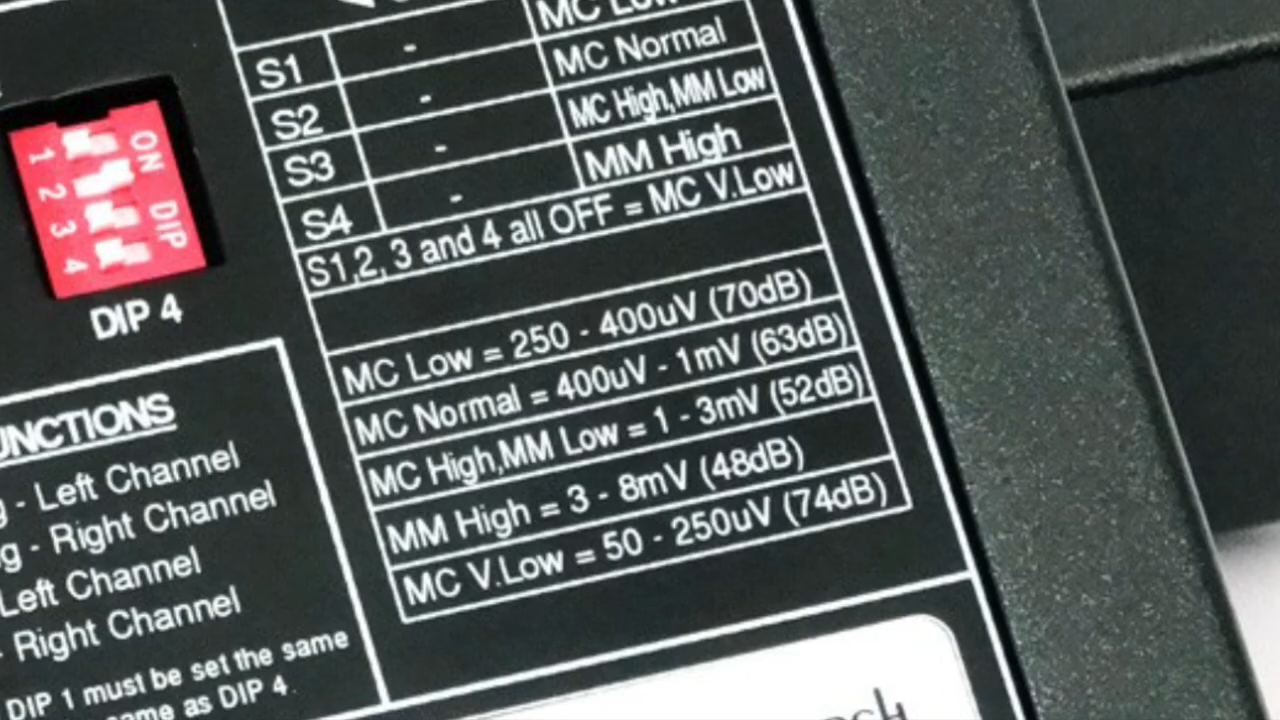 MC Low
S1 - MC Normal
S2 - MC High,MM Low
S3 - MM High
S4 -
S1,2, 3 and 4 all OFF = MC V.Low
ON DIP
1 2 3 4
DIP 4
MC Low = 250 - 400uV (70dB)
MC Normal = 400uV - 1mV (63dB)
MC High,MM Low = 1 - 3mV (52dB)
MM High = 3 - 8mV (48dB)
MC V.Low = 50 - 250uV (74dB)
UNCTIONS
g - Left Channel
g - Right Channel
Left Channel
- Right Channel
DIP 1 must be set the same
ame as DIP 4.